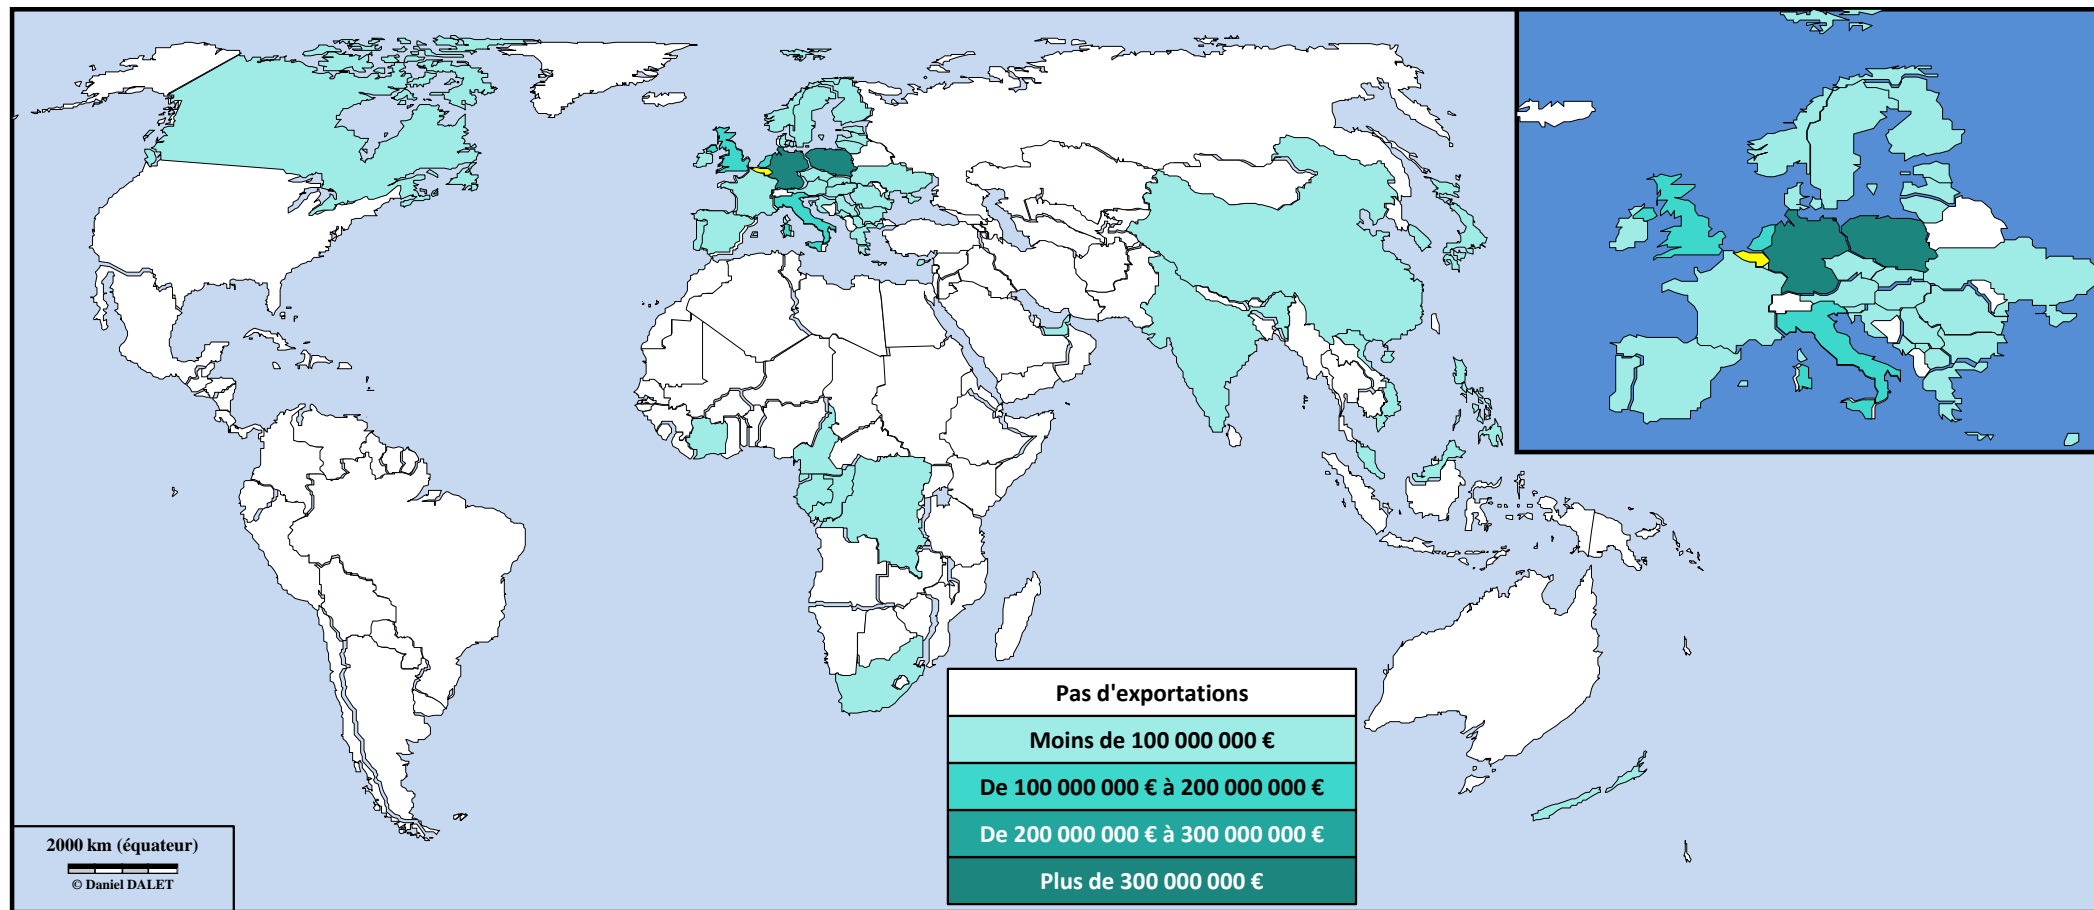 Pas d'exportations
Moins de 100 000 000 €
De 100 000 000 € à 200 000 000 €
De 200 000 000 € à 300 000 000 €
Plus de 300 000 000 €
2000 km (équateur)
© Daniel DALET